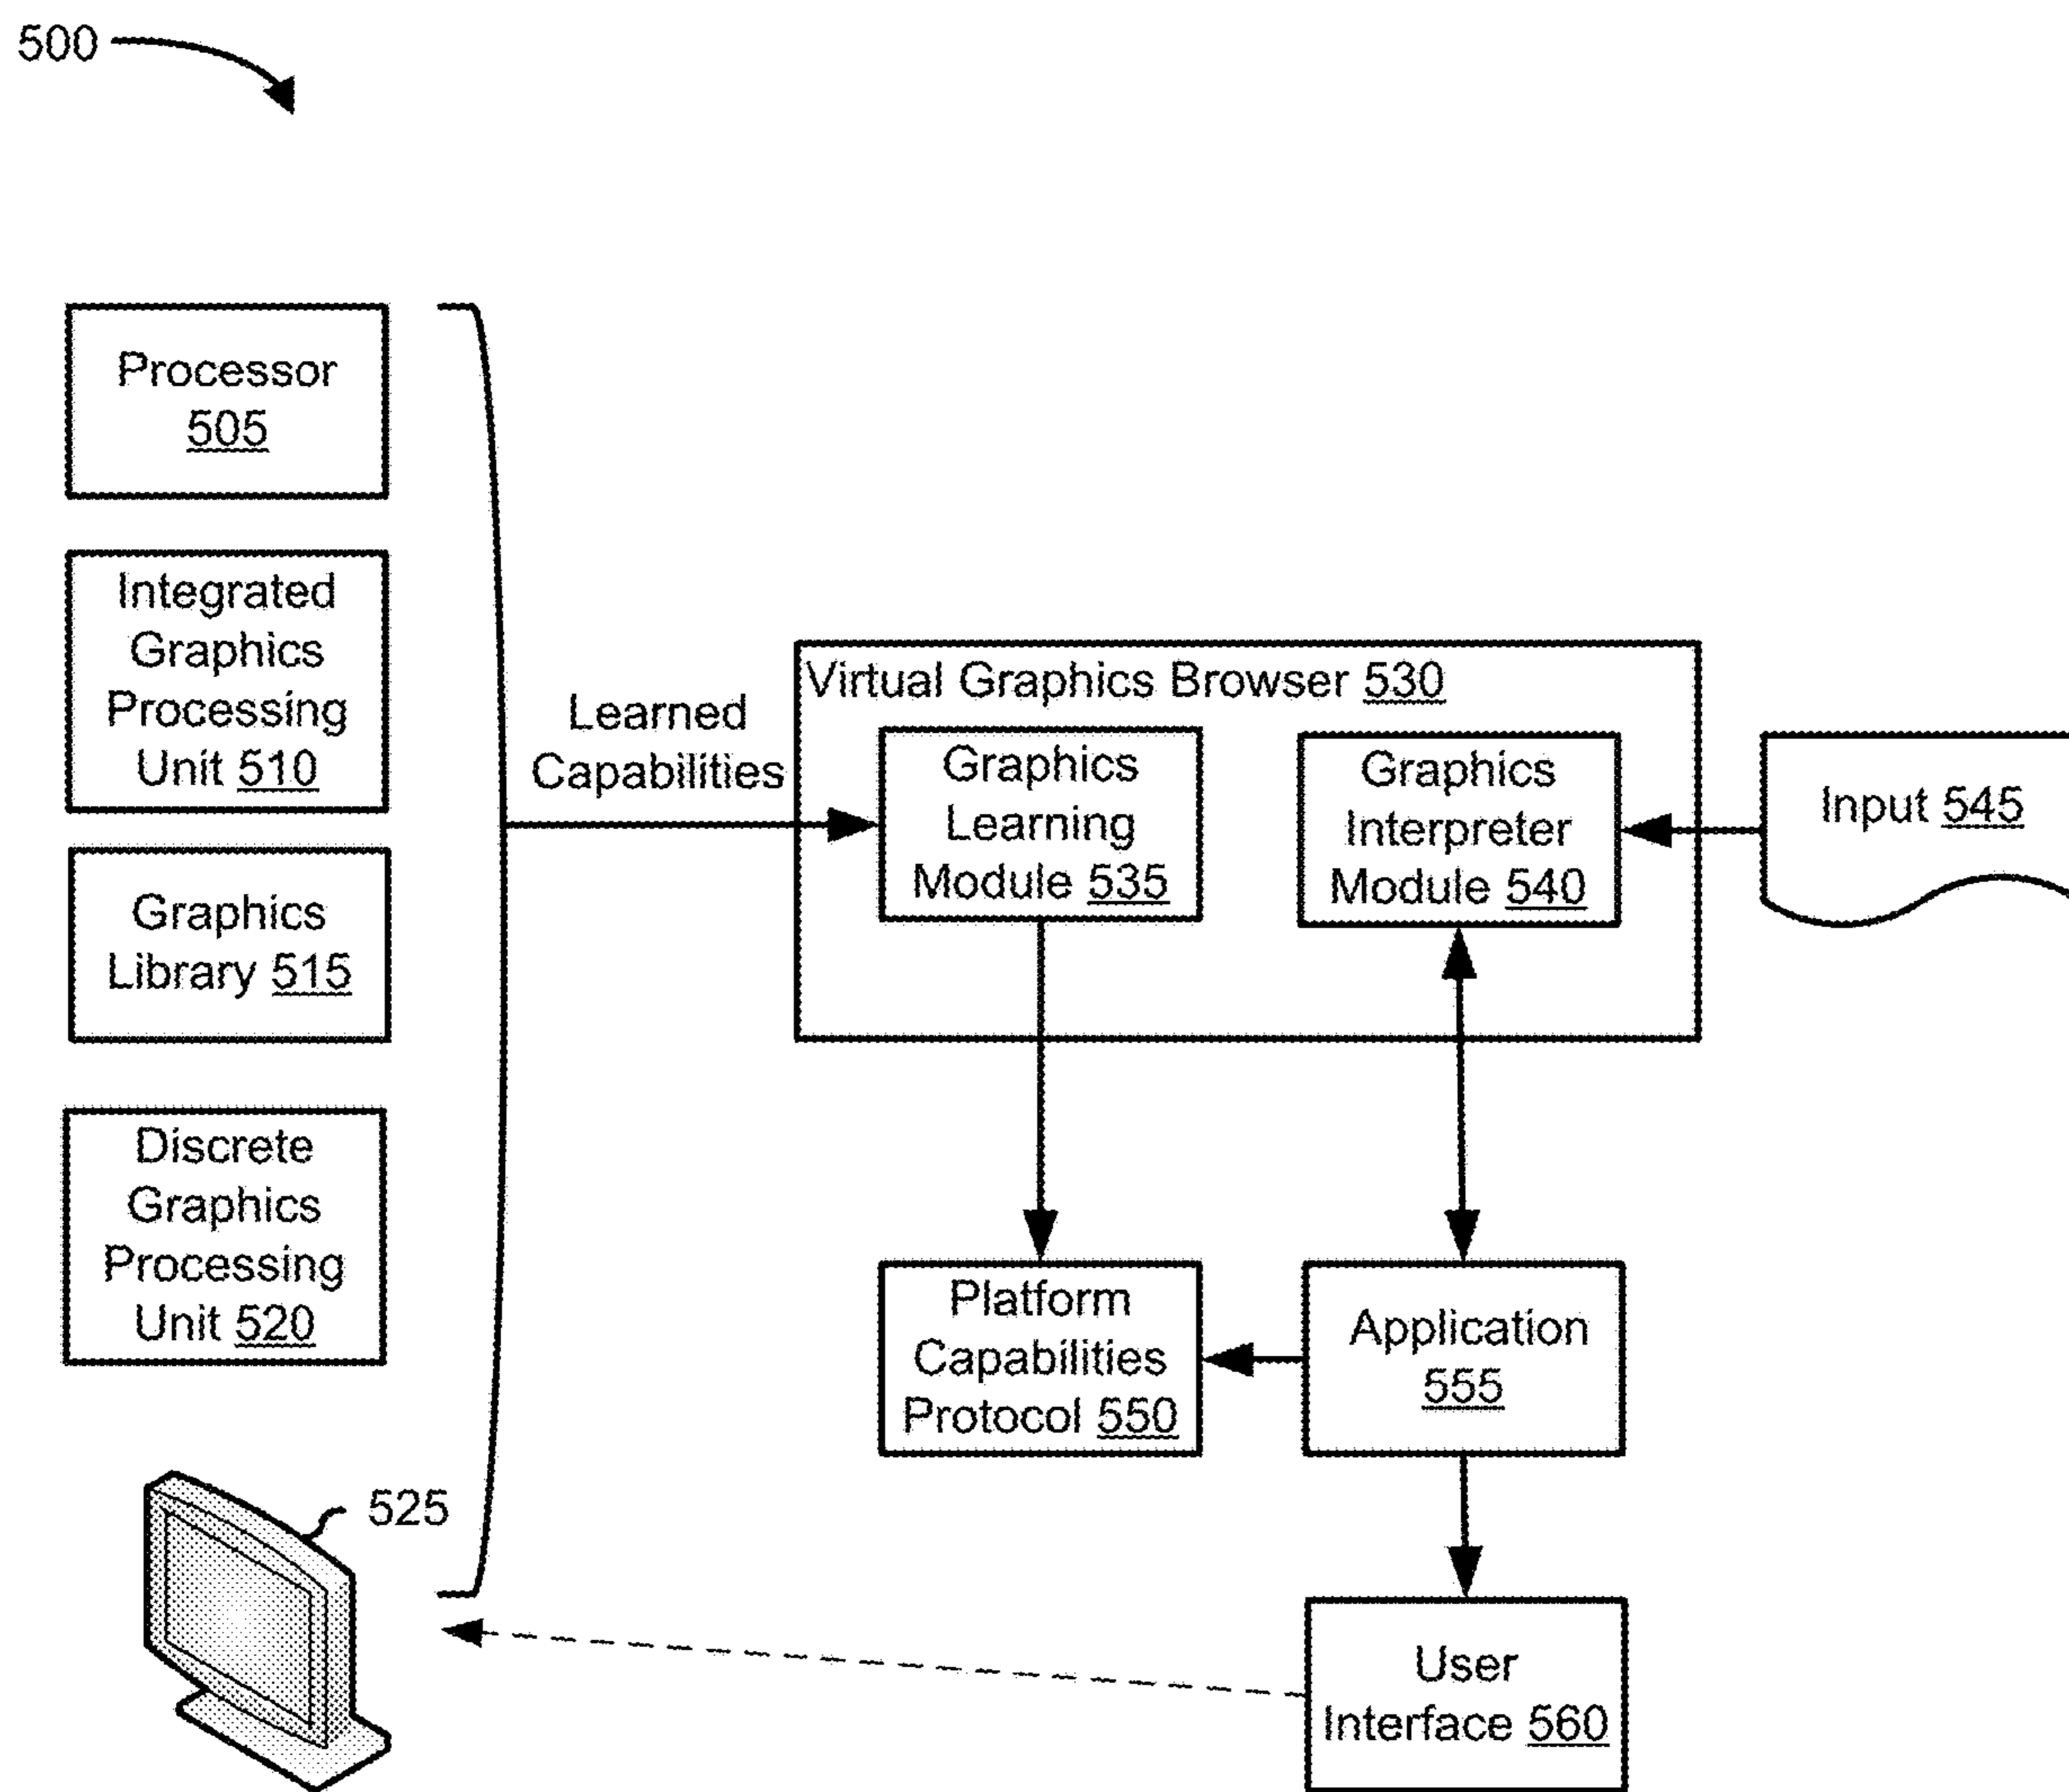 500
Processor
505
Integrated
Graphics
Processing
Unit 510
Graphics
Library 515
Discrete
Graphics
Processing
Unit 520
525
Learned
Capabilities
Virtual Graphics Browser 530
Graphics
Learning
Module 535
Graphics
Interpreter
Module 540
Input 545
Platform
Capabilities
Protocol 550
Application
555
User
Interface 560